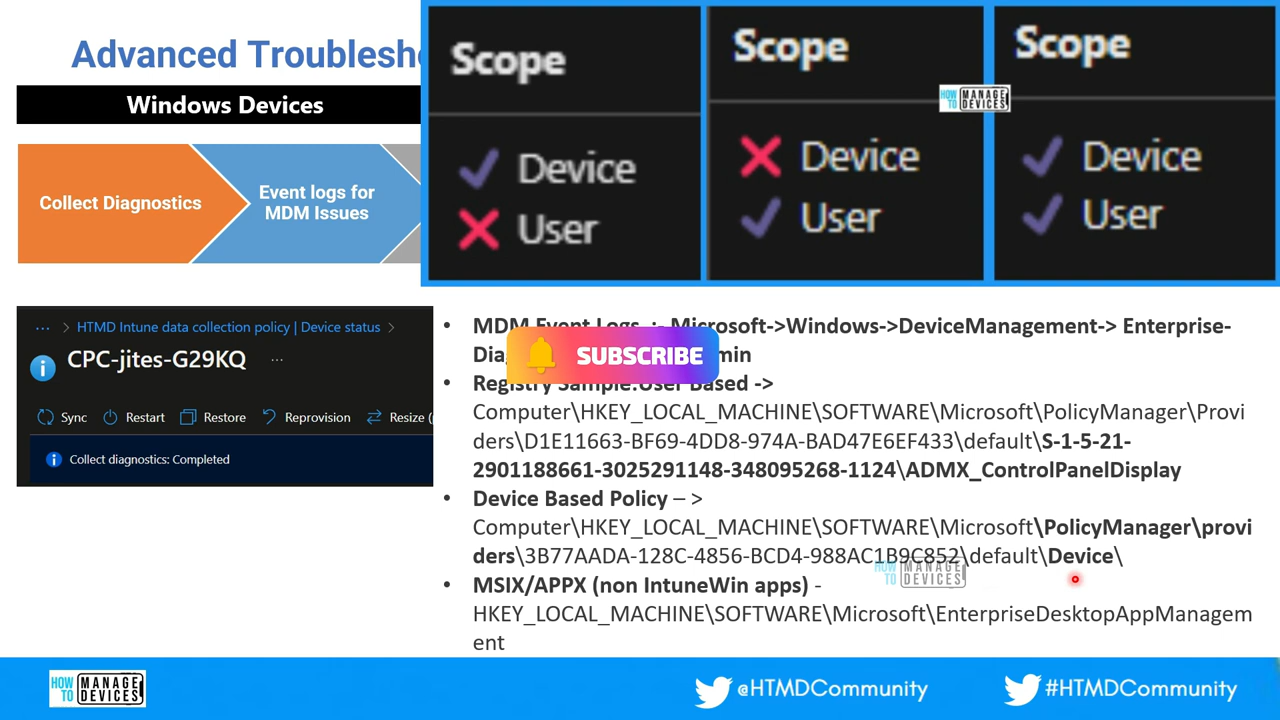 Advanced Troublesh
Windows Devices
Collect Diagnostics
Event logs for
MDM Issues
Scope
Device
User
Scope
Device
User
Scope
Device
User
HOW TO MANAGE DEVICES
... > HTMD Intune data collection policy | Device status >
CPC-jites-G29KQ ...
Sync Restart Restore Reprovision Resize (
Collect diagnostics: Completed
• MDM Event Logs : Microsoft->Windows->DeviceManagement-> Enterprise-
Diag min
SUBSCRIBE
• Registry Sample:User Based ->
Computer\HKEY_LOCAL_MACHINE\SOFTWARE\Microsoft\PolicyManager\Provi
ders\D1E11663-BF69-4DD8-974A-BAD47E6EF433\default\S-1-5-21-
2901188661-3025291148-348095268-1124\ADMX_ControlPanelDisplay
• Device Based Policy – >
Computer\HKEY_LOCAL_MACHINE\SOFTWARE\Microsoft\PolicyManager\provi
ders\3B77AADA-128C-4856-BCD4-988AC1B9C852\default\Device\
HOW TO MANAGE DEVICES
• MSIX/APPX (non IntuneWin apps) -
HKEY_LOCAL_MACHINE\SOFTWARE\Microsoft\EnterpriseDesktopAppManagem
ent
HOW TO MANAGE DEVICES
@HTMDCommunity
#HTMDCommunity